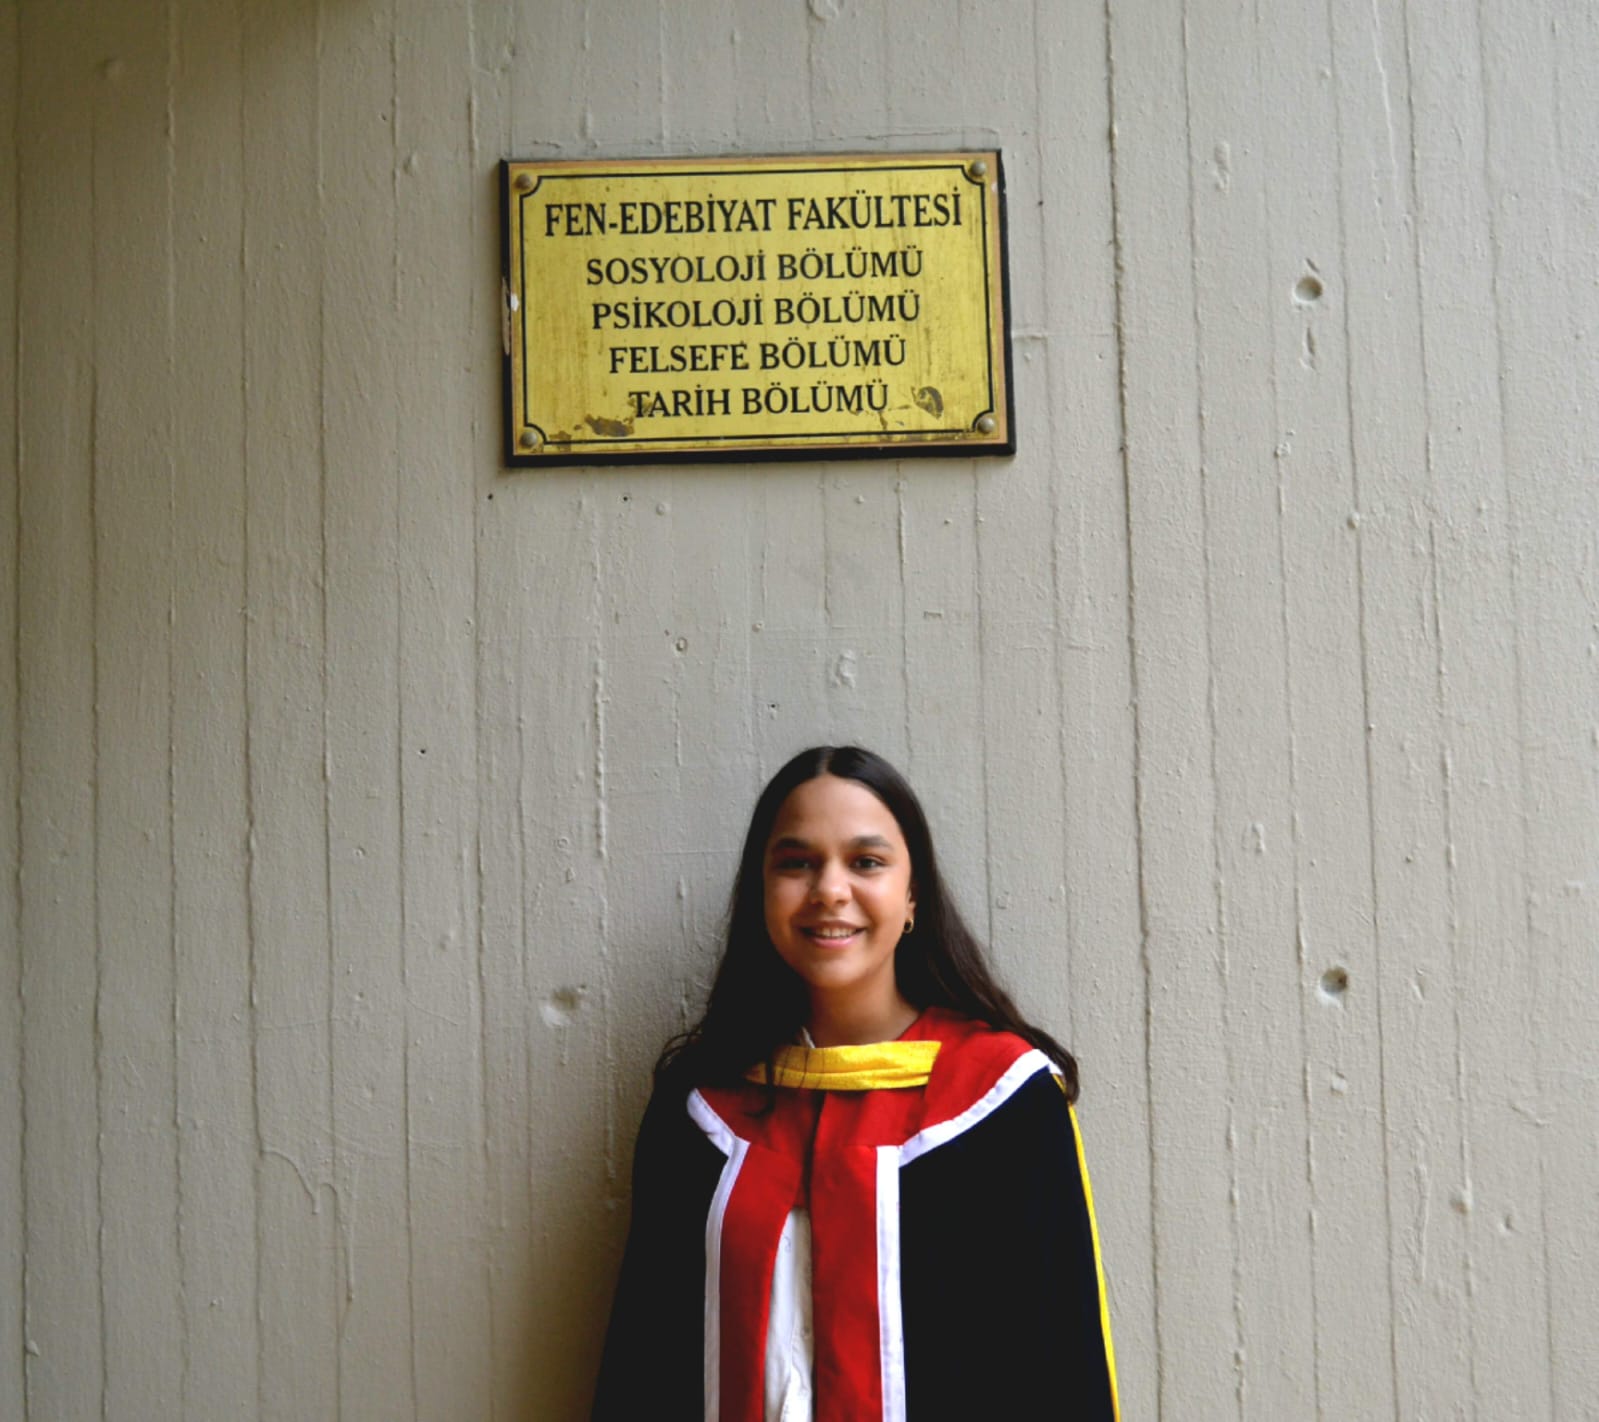 FEN-EDEBİYAT FAKÜLTESİ
SOSYOLOJİ BÖLÜMÜ
PSİKOLOJİ BÖLÜMÜ
FELSEFE BÖLÜMÜ
TARİH BÖLÜMÜ